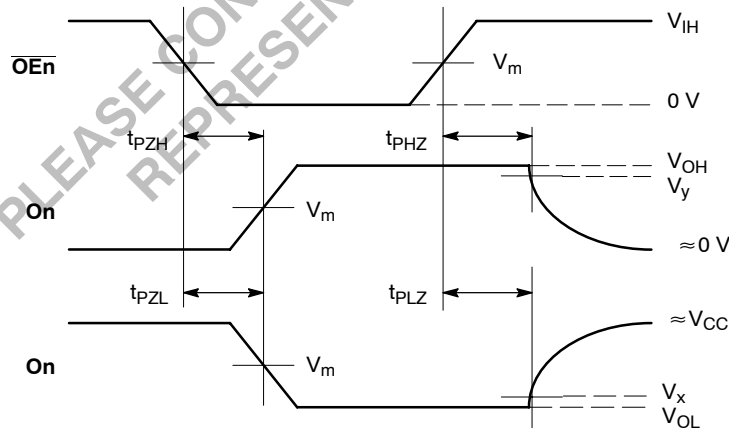 PLEASE CON
REPRESEN
V_IH
OEn
V_m
0 V
t_PZH
t_PHZ
V_OH
V_y
On
V_m
≈0 V
t_PZL
t_PLZ
≈V_CC
On
V_m
V_x
V_OL